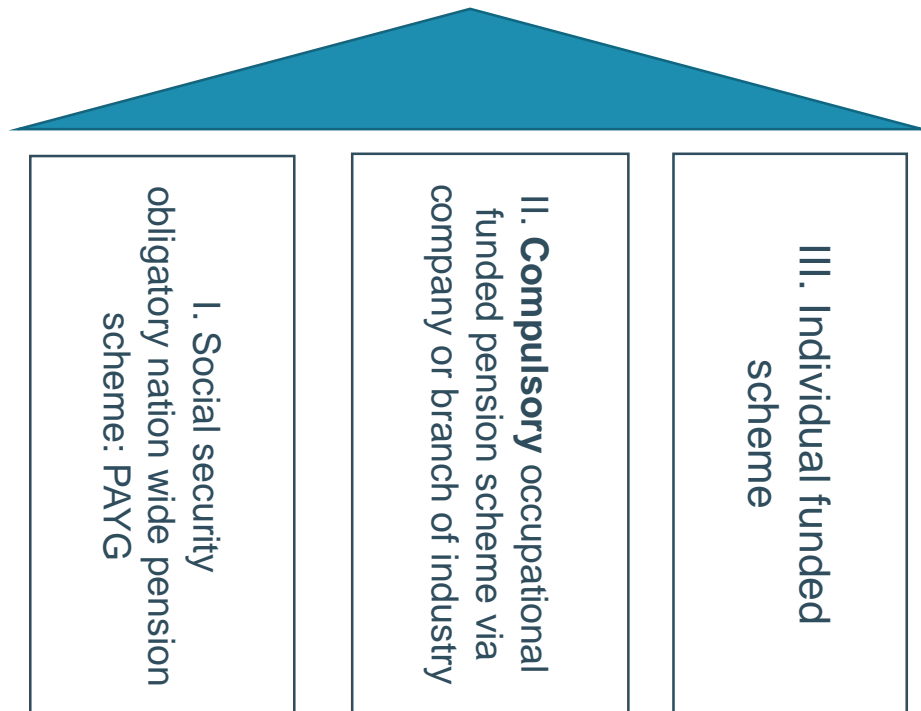 I. Social security
obligatory nation wide pension
scheme: PAYG
II. Compulsory occupational
funded pension scheme via
company or branch of industry
III. Individual funded
scheme